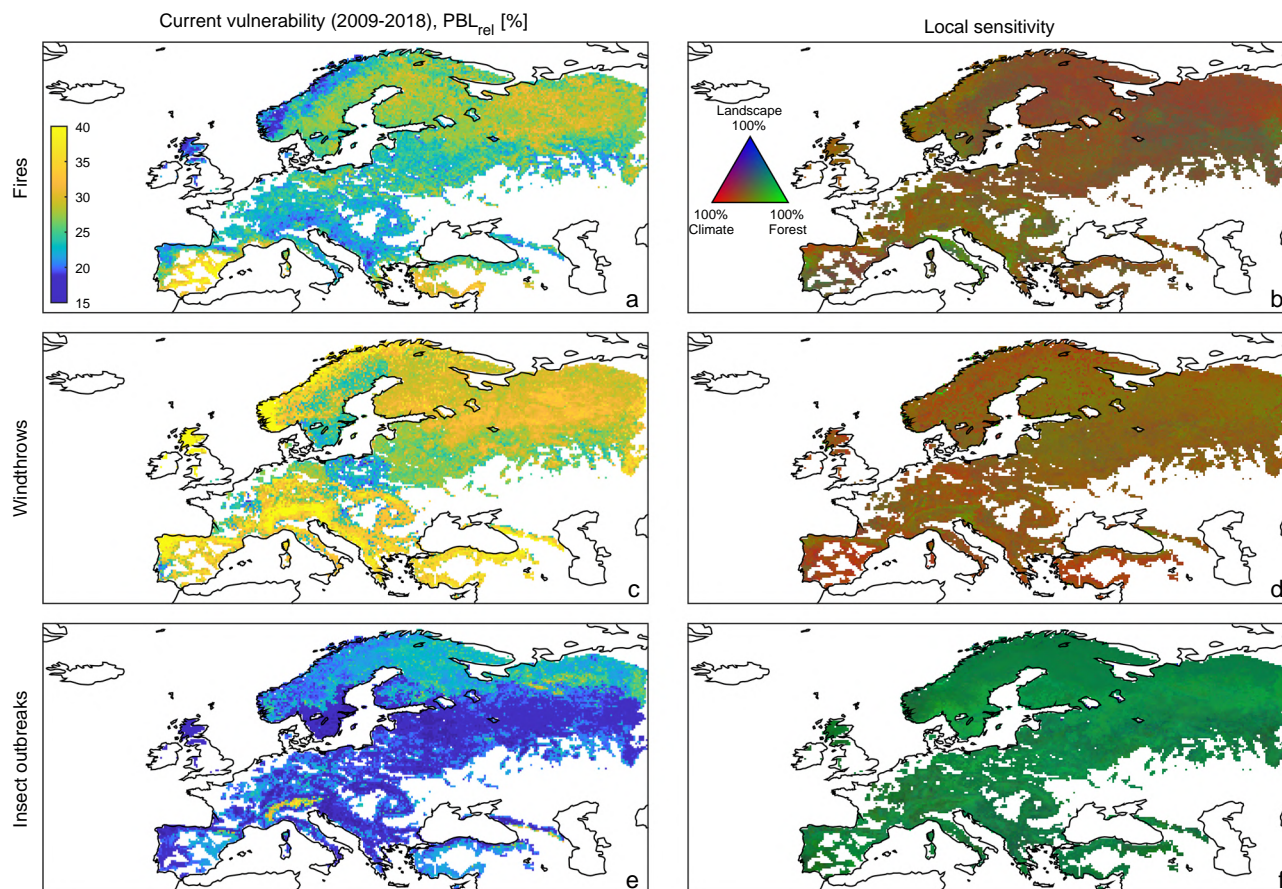 Current vulnerability (2009-2018), PBLrel [%]
Local sensitivity
Fires
40
35
30
25
20
15
a
Landscape
100%
100%
Climate
100%
Forest
b
Windthrows
c
d
Insect outbreaks
e
f